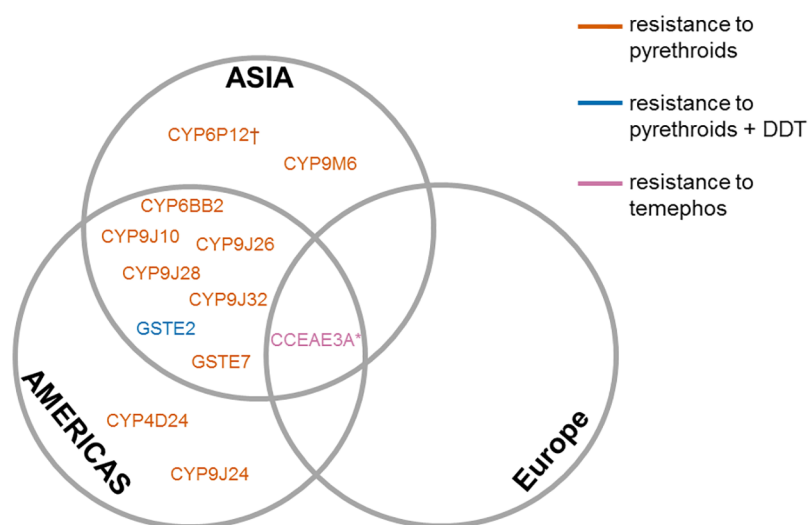 resistance to
pyrethroids
resistance to
pyrethroids + DDT
resistance to
temephos
ASIA
CYP6P12†
CYP9M6
CYP6BB2
CYP9J10
CYP9J26
CYP9J28
CYP9J32
GSTE2
CCEAE3A*
GSTE7
CYP4D24
CYP9J24
AMERICAS
Europe